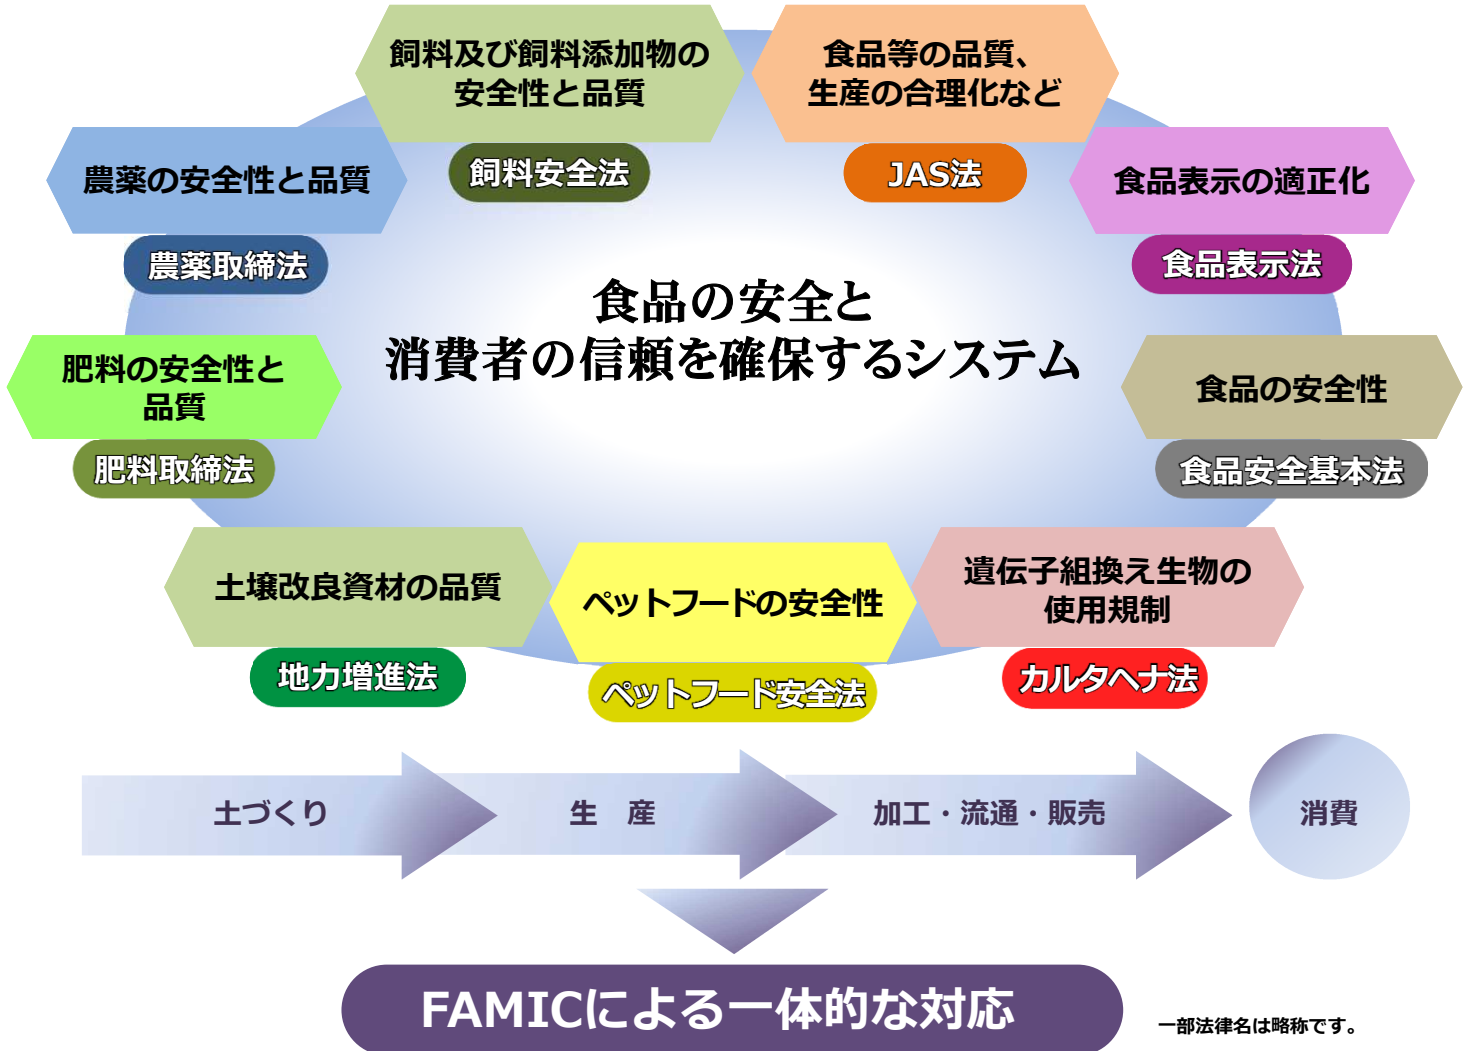 飼料及び飼料添加物の
安全性と品質
飼料安全法
食品等の品質、
生産の合理化など
JAS法
農薬の安全性と品質
農薬取締法
食品表示の適正化
食品表示法
食品の安全と
消費者の信頼を確保するシステム
肥料の安全性と
品質
肥料取締法
食品の安全性
食品安全基本法
土壌改良資材の品質
地力増進法
ペットフードの安全性
ペットフード安全法
遺伝子組換え生物の
使用規制
カルタヘナ法
土づくり
生　産
加工・流通・販売
消費
FAMICによる一体的な対応
一部法律名は略称です。